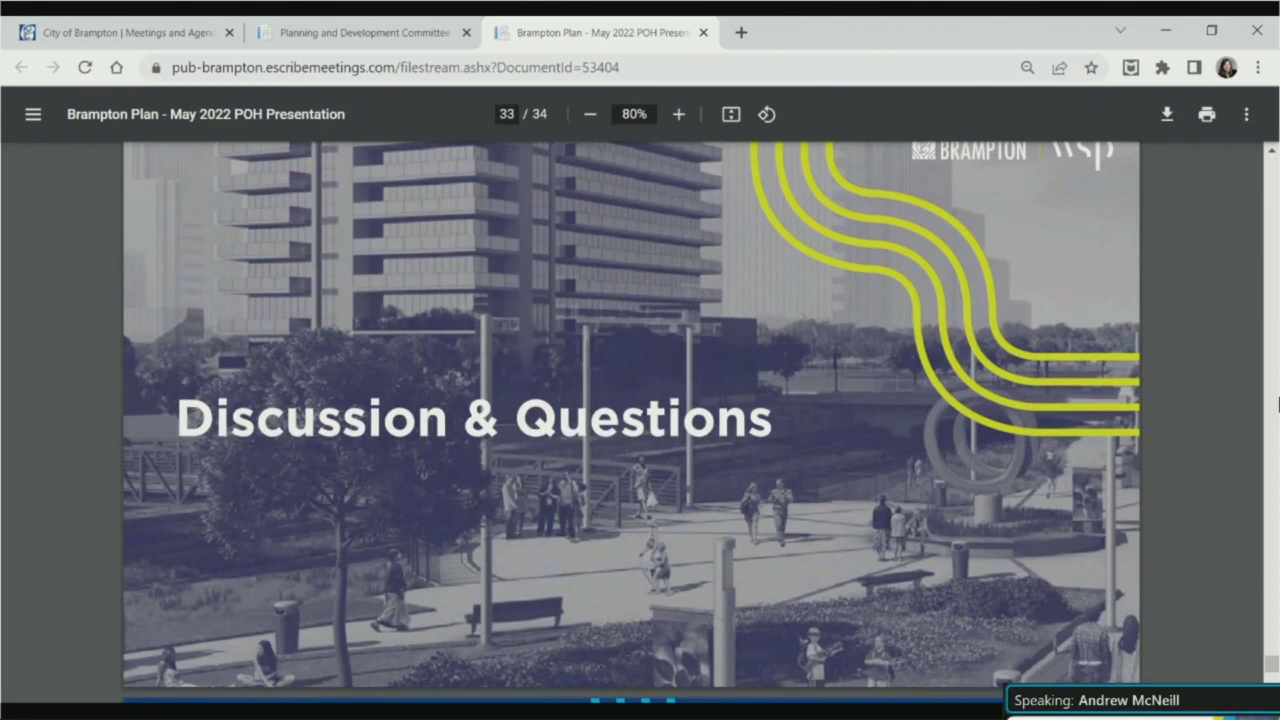 City of Brampton | Meetings and Agen
Planning and Development Committee
Brampton Plan - May 2022 POH Presen
pub-brampton.escribemeetings.com/filestream.ashx?DocumentId=53404
Brampton Plan - May 2022 POH Presentation
33 / 34
80%
BRAMPTON | wsp
Discussion & Questions
Speaking: Andrew McNeill